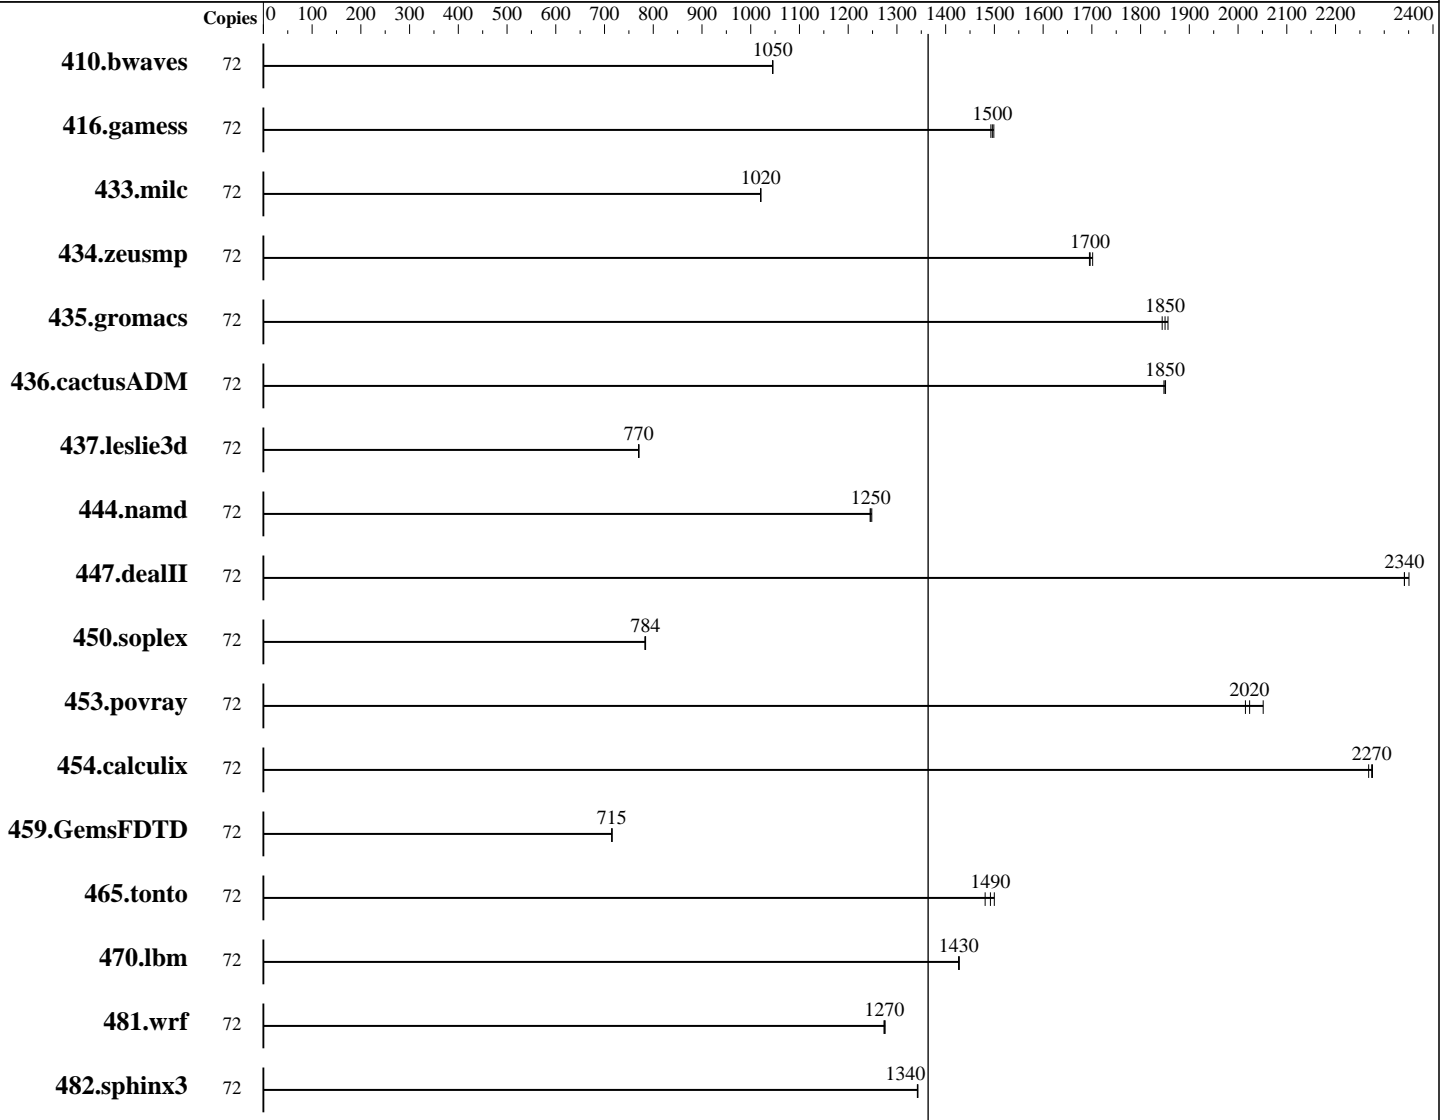 Copies 0 100 200 300 400 500 600 700 800 900 1000 1100 1200 1300 1400 1500 1600 1700 1800 1900 2000 2100 2200 2400
410.bwaves 72 1050
416.gamess 72 1500
433.milc 72 1020
434.zeusmp 72 1700
435.gromacs 72 1850
436.cactusADM 72 1850
437.leslie3d 72 770
444.namd 72 1250
447.dealII 72 2340
450.soplex 72 784
453.povray 72 2020
454.calculix 72 2270
459.GemsFDTD 72 715
465.tonto 72 1490
470.lbm 72 1430
481.wrf 72 1270
482.sphinx3 72 1340